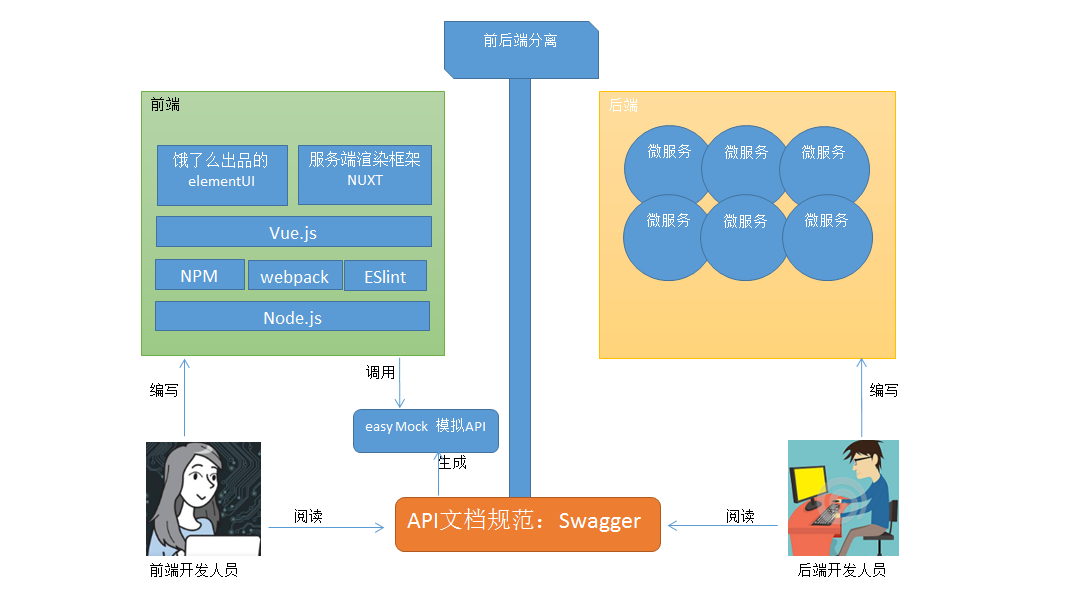 前后端分离
前端
饿了么出品的
elementUI
服务端渲染框架
NUXT
Vue.js
NPM
webpack
ESlint
Node.js
后端
微服务
微服务
微服务
微服务
微服务
微服务
编写
调用
easy Mock 模拟API
生成
编写
API文档规范：Swagger
阅读
阅读
前端开发人员
后端开发人员